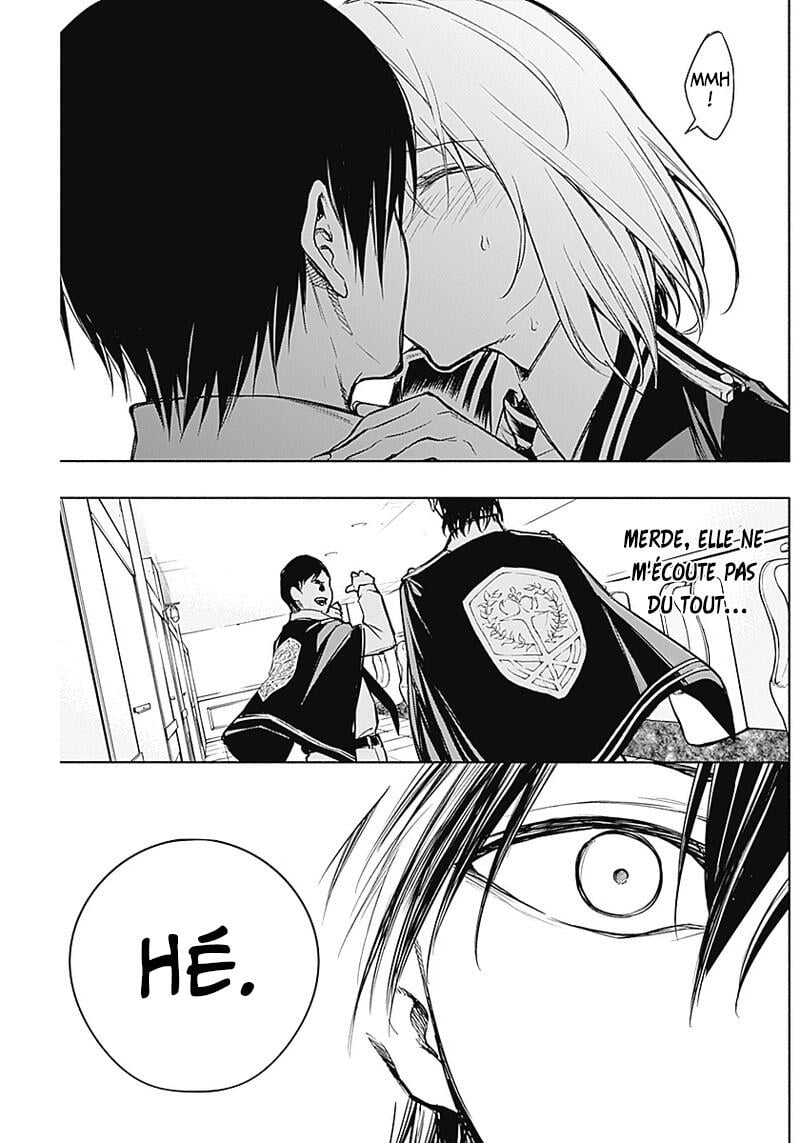 MMH
!
MERDE, ELLE NE
M'ÉCOUTE PAS
DU TOUT...
HÉ.